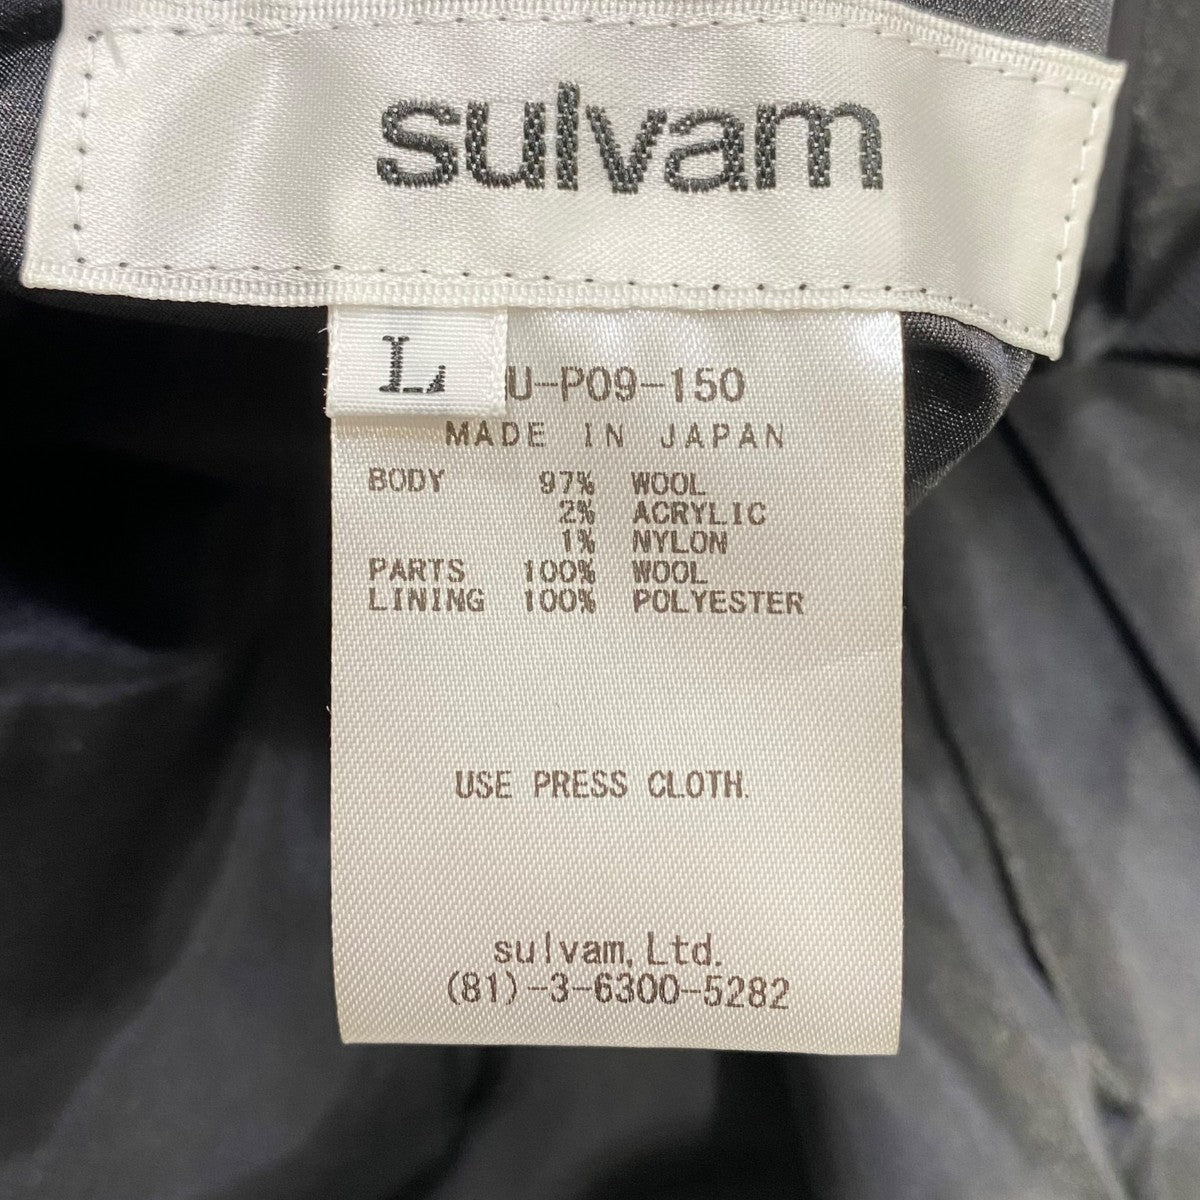 sulvam
L
U-P09-150
MADE IN JAPAN
BODY 97% WOOL
2% ACRYLIC
1% NYLON
PARTS 100% WOOL
LINING 100% POLYESTER
USE PRESS CLOTH.
sulvam, Ltd.
(81)-3-6300-5282